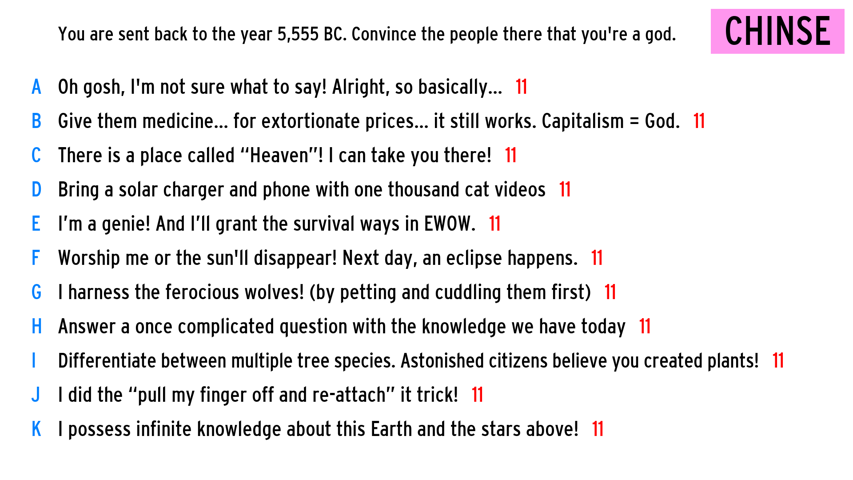 You are sent back to the year 5,555 BC. Convince the people there that you're a god.
CHINSE
A Oh gosh, I'm not sure what to say! Alright, so basically... 11
B Give them medicine... for extortionate prices... it still works. Capitalism = God. 11
C There is a place called “Heaven”! I can take you there! 11
D Bring a solar charger and phone with one thousand cat videos 11
E I’m a genie! And I’ll grant the survival ways in EWOW. 11
F Worship me or the sun'll disappear! Next day, an eclipse happens. 11
G I harness the ferocious wolves! (by petting and cuddling them first) 11
H Answer a once complicated question with the knowledge we have today 11
I Differentiate between multiple tree species. Astonished citizens believe you created plants! 11
J I did the “pull my finger off and re-attach” it trick! 11
K I possess infinite knowledge about this Earth and the stars above! 11